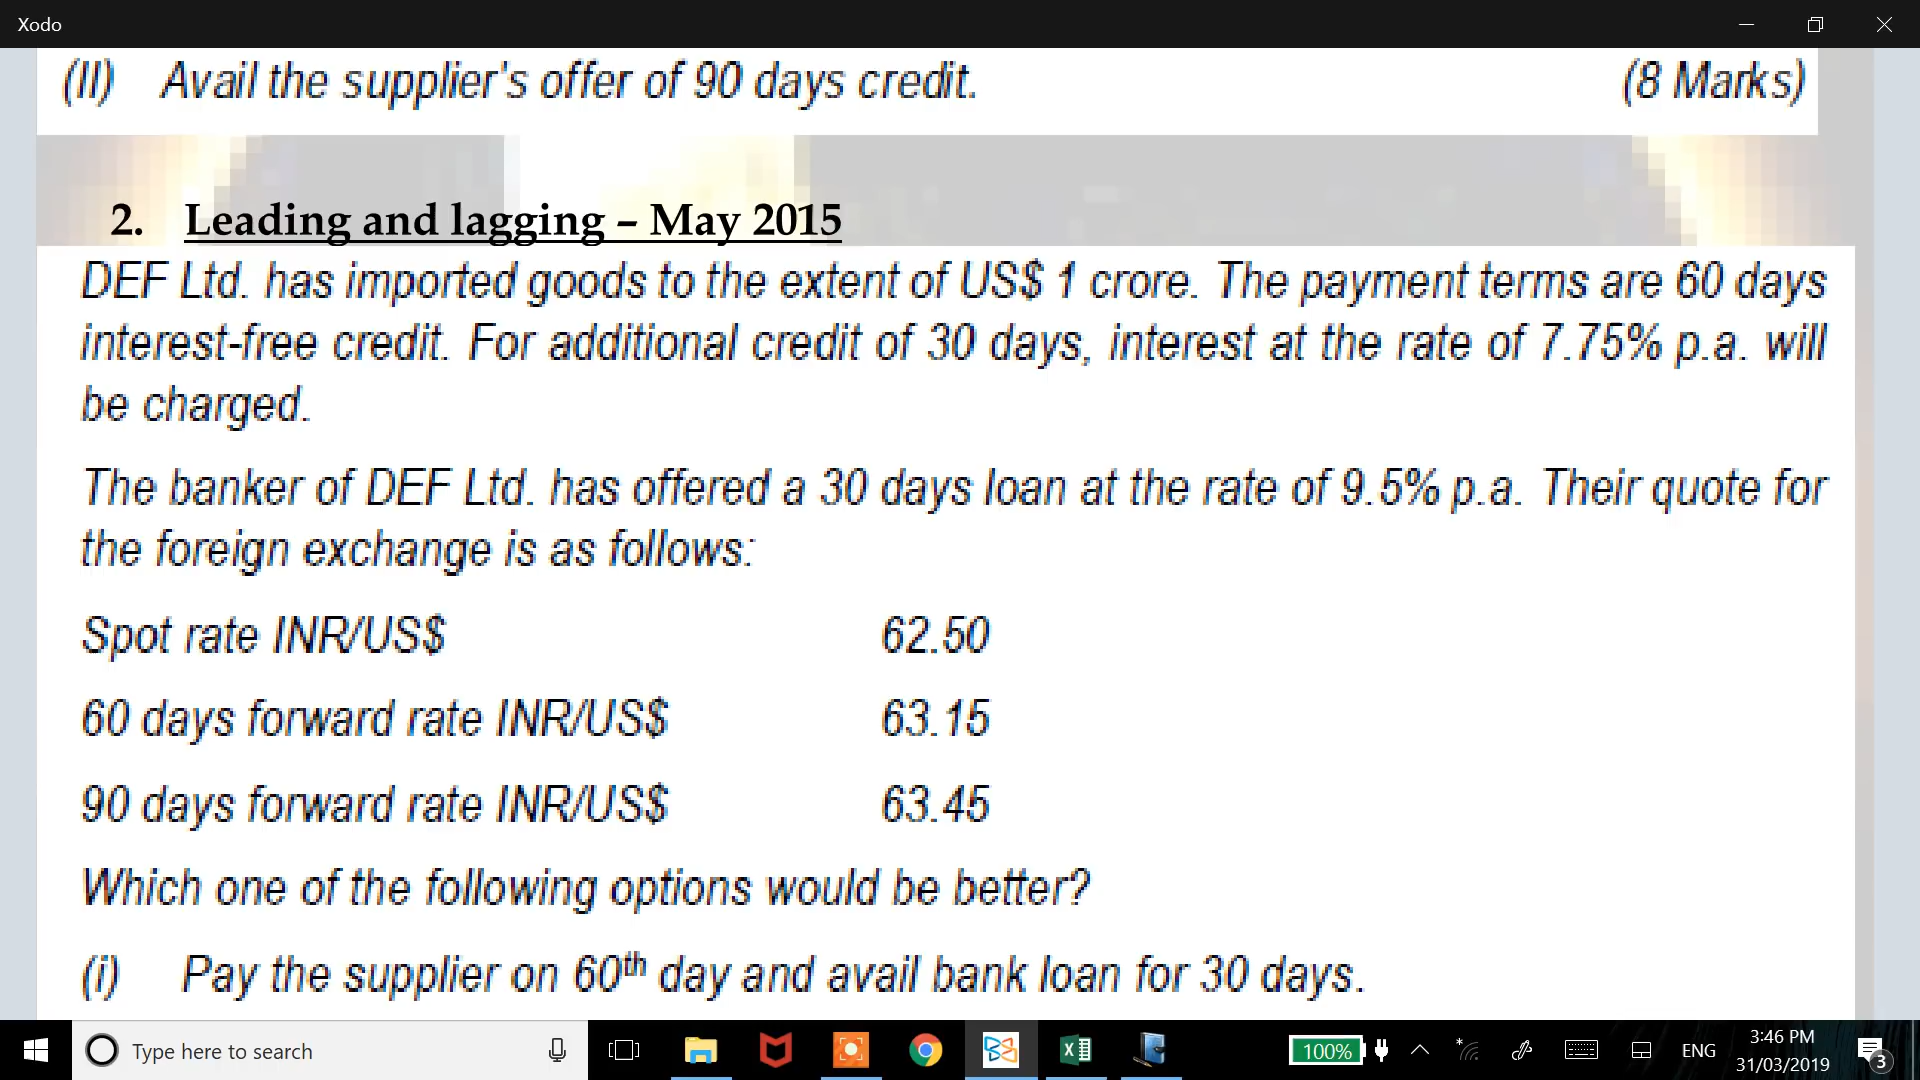 Xodo
(II) Avail the supplier's offer of 90 days credit. (8 Marks)
2. Leading and lagging – May 2015
DEF Ltd. has imported goods to the extent of US$ 1 crore. The payment terms are 60 days
interest-free credit. For additional credit of 30 days, interest at the rate of 7.75% p.a. will
be charged.
The banker of DEF Ltd. has offered a 30 days loan at the rate of 9.5% p.a. Their quote for
the foreign exchange is as follows:
Spot rate INR/US$ 62.50
60 days forward rate INR/US$ 63.15
90 days forward rate INR/US$ 63.45
Which one of the following options would be better?
(i) Pay the supplier on 60th day and avail bank loan for 30 days.
Type here to search
100%
ENG
3:46 PM
31/03/2019
3